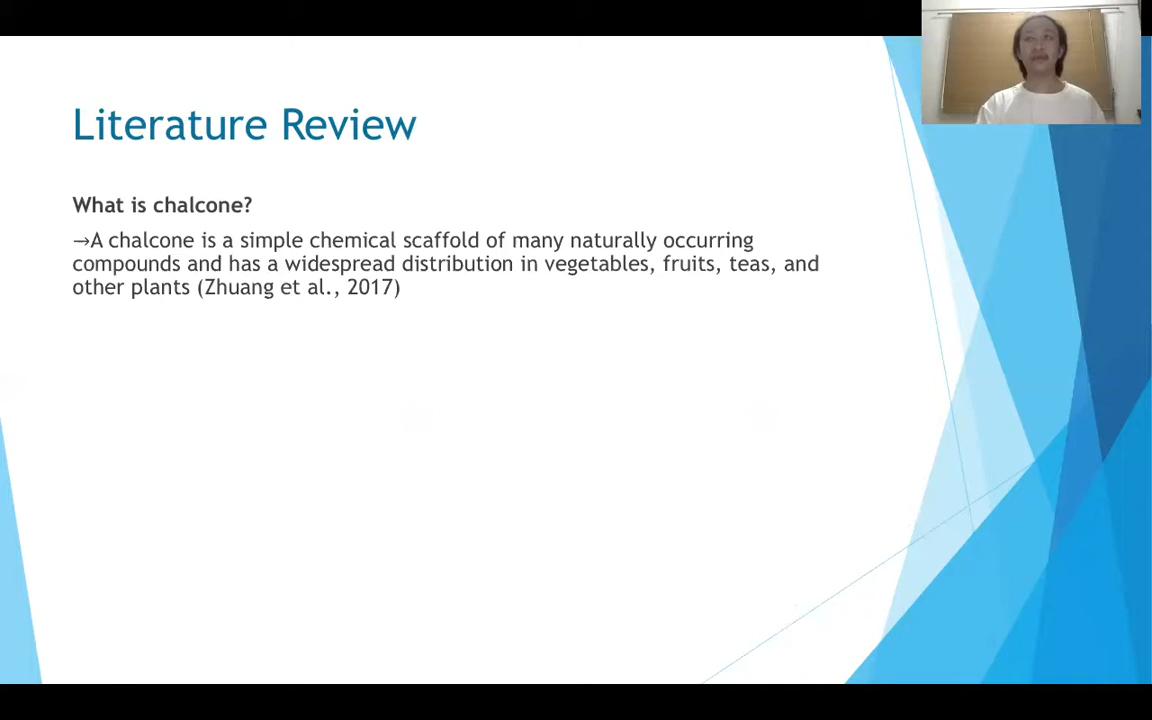 Literature Review
What is chalcone?
→A chalcone is a simple chemical scaffold of many naturally occurring
compounds and has a widespread distribution in vegetables, fruits, teas, and
other plants (Zhuang et al., 2017)